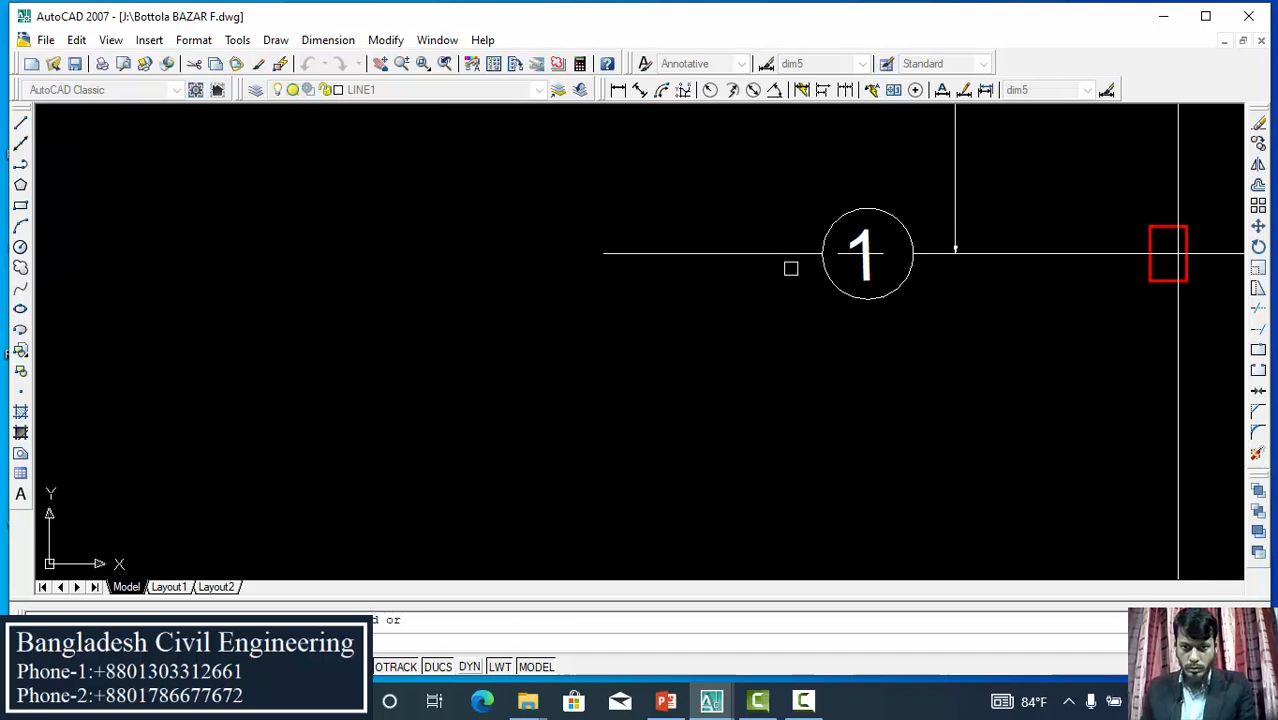 AutoCAD 2007 - [J:\Bottola BAZAR F.dwg]
File Edit View Insert Format Tools Draw Dimension Modify Window Help
Annotative dim5 Standard
AutoCAD Classic LINE1 dim5
1
Y
X
Model Layout1 Layout2
d or
OTRACK DUCS DYN LWT MODEL
Bangladesh Civil Engineering
Phone-1:+8801303312661
Phone-2:+8801786677672
84°F